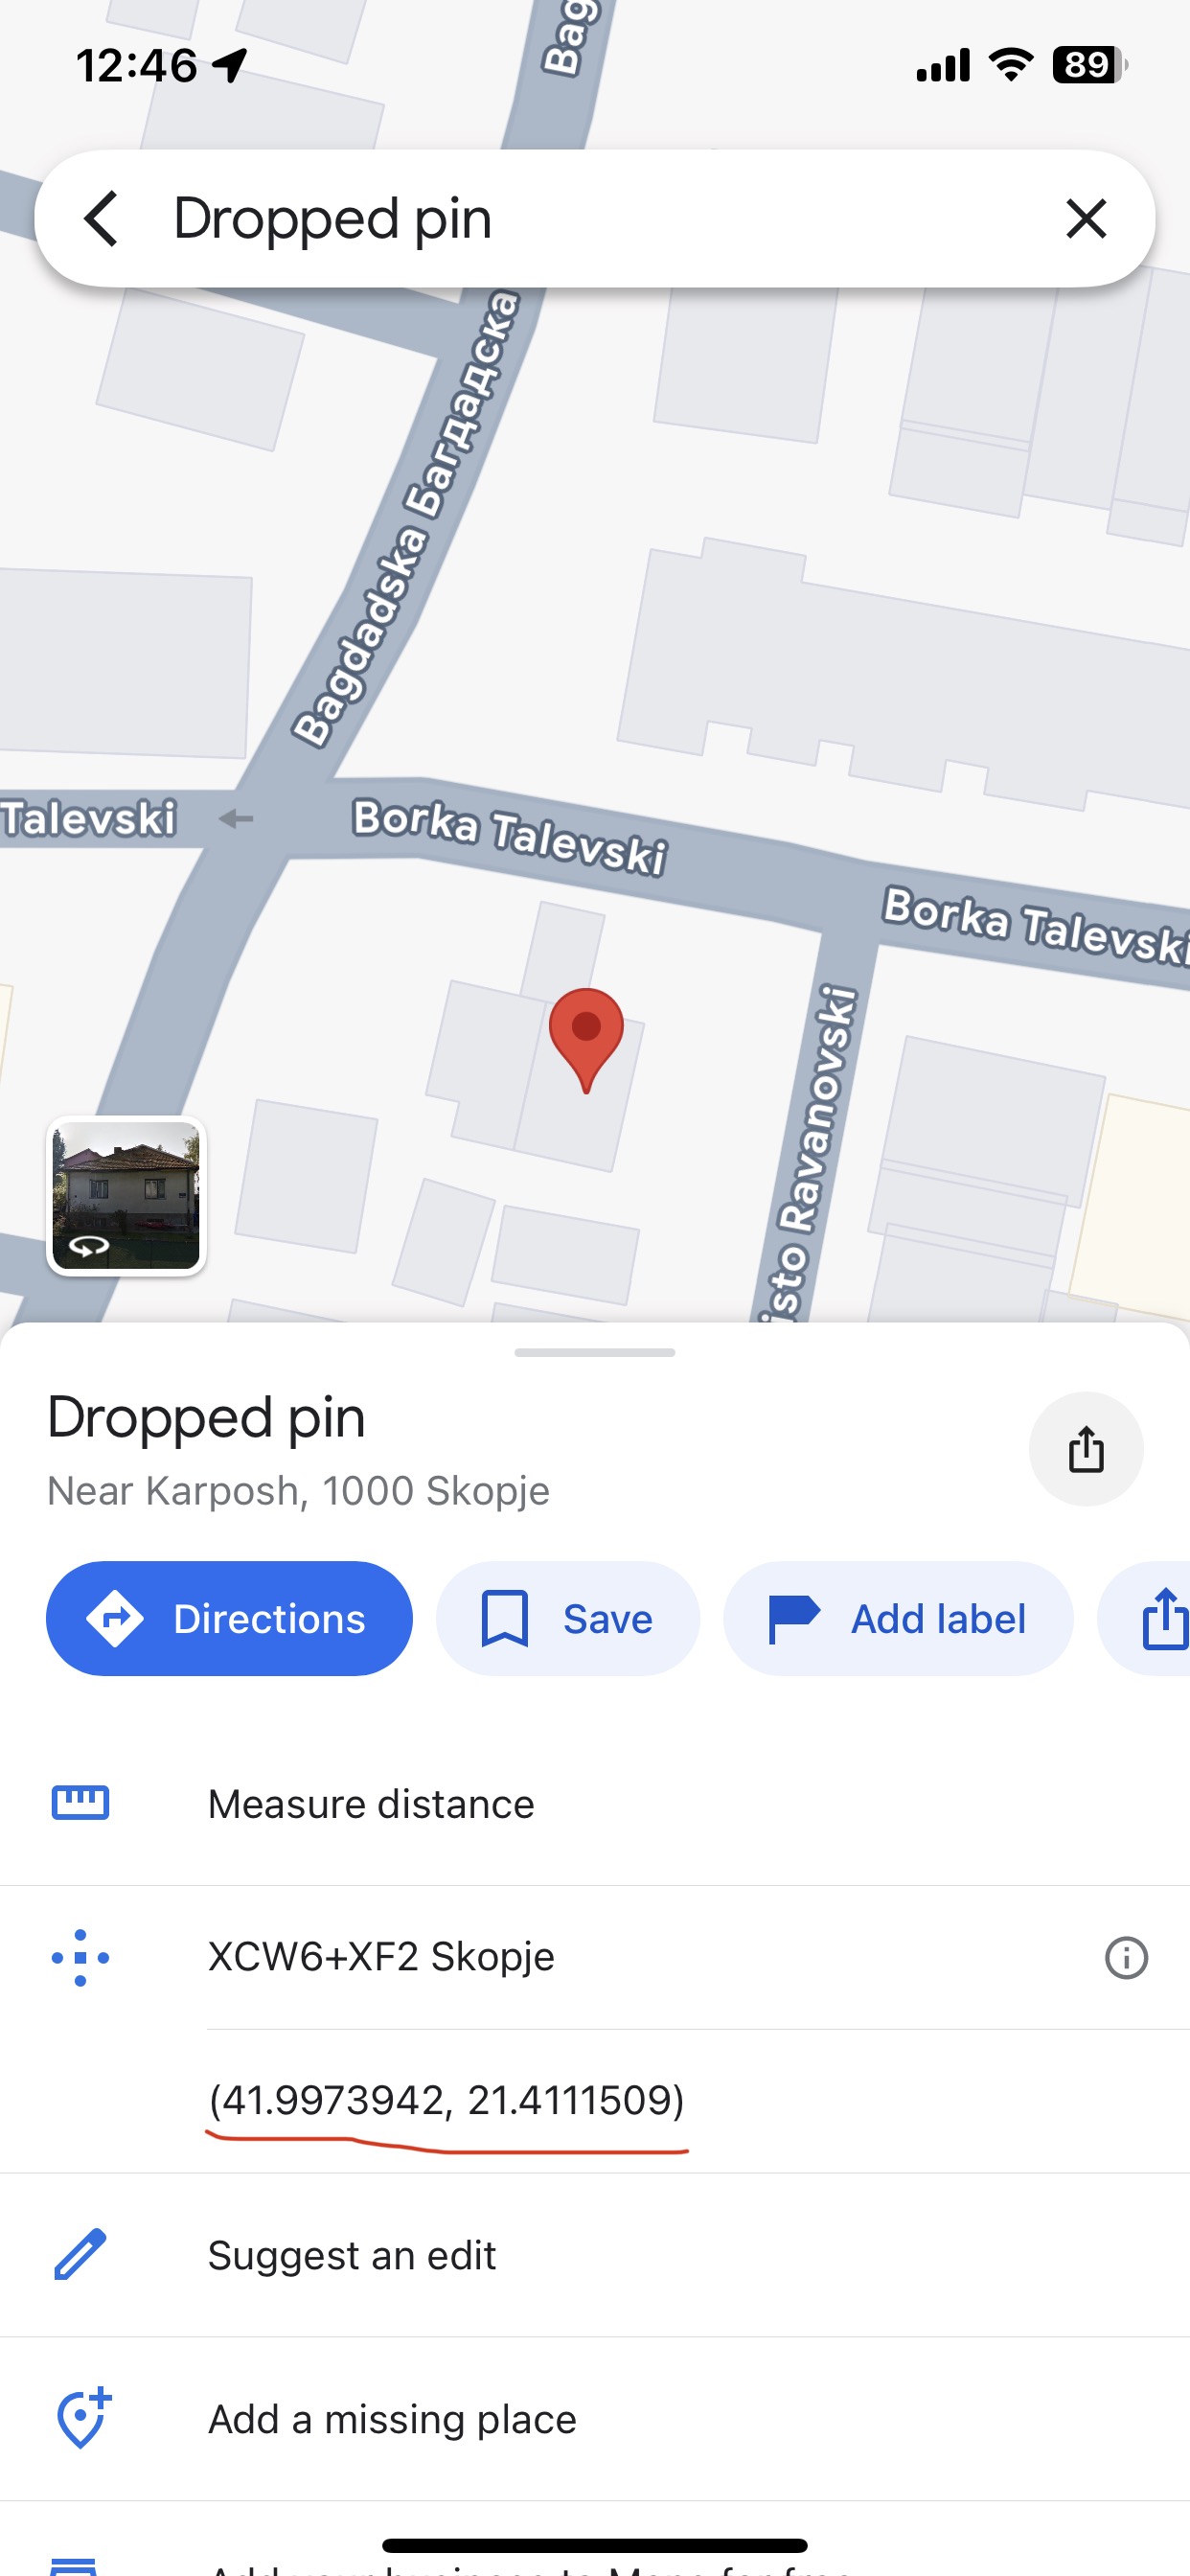 Bag
12:46
89
Dropped pin
Bagdadska Багдадска
Talevski
Borka Talevski
Borka Talevski
isto Ravanovski
Dropped pin
Near Karposh, 1000 Skopje
Directions
Save
Add label
Measure distance
XCW6+XF2 Skopje
(41.9973942, 21.4111509)
Suggest an edit
Add a missing place